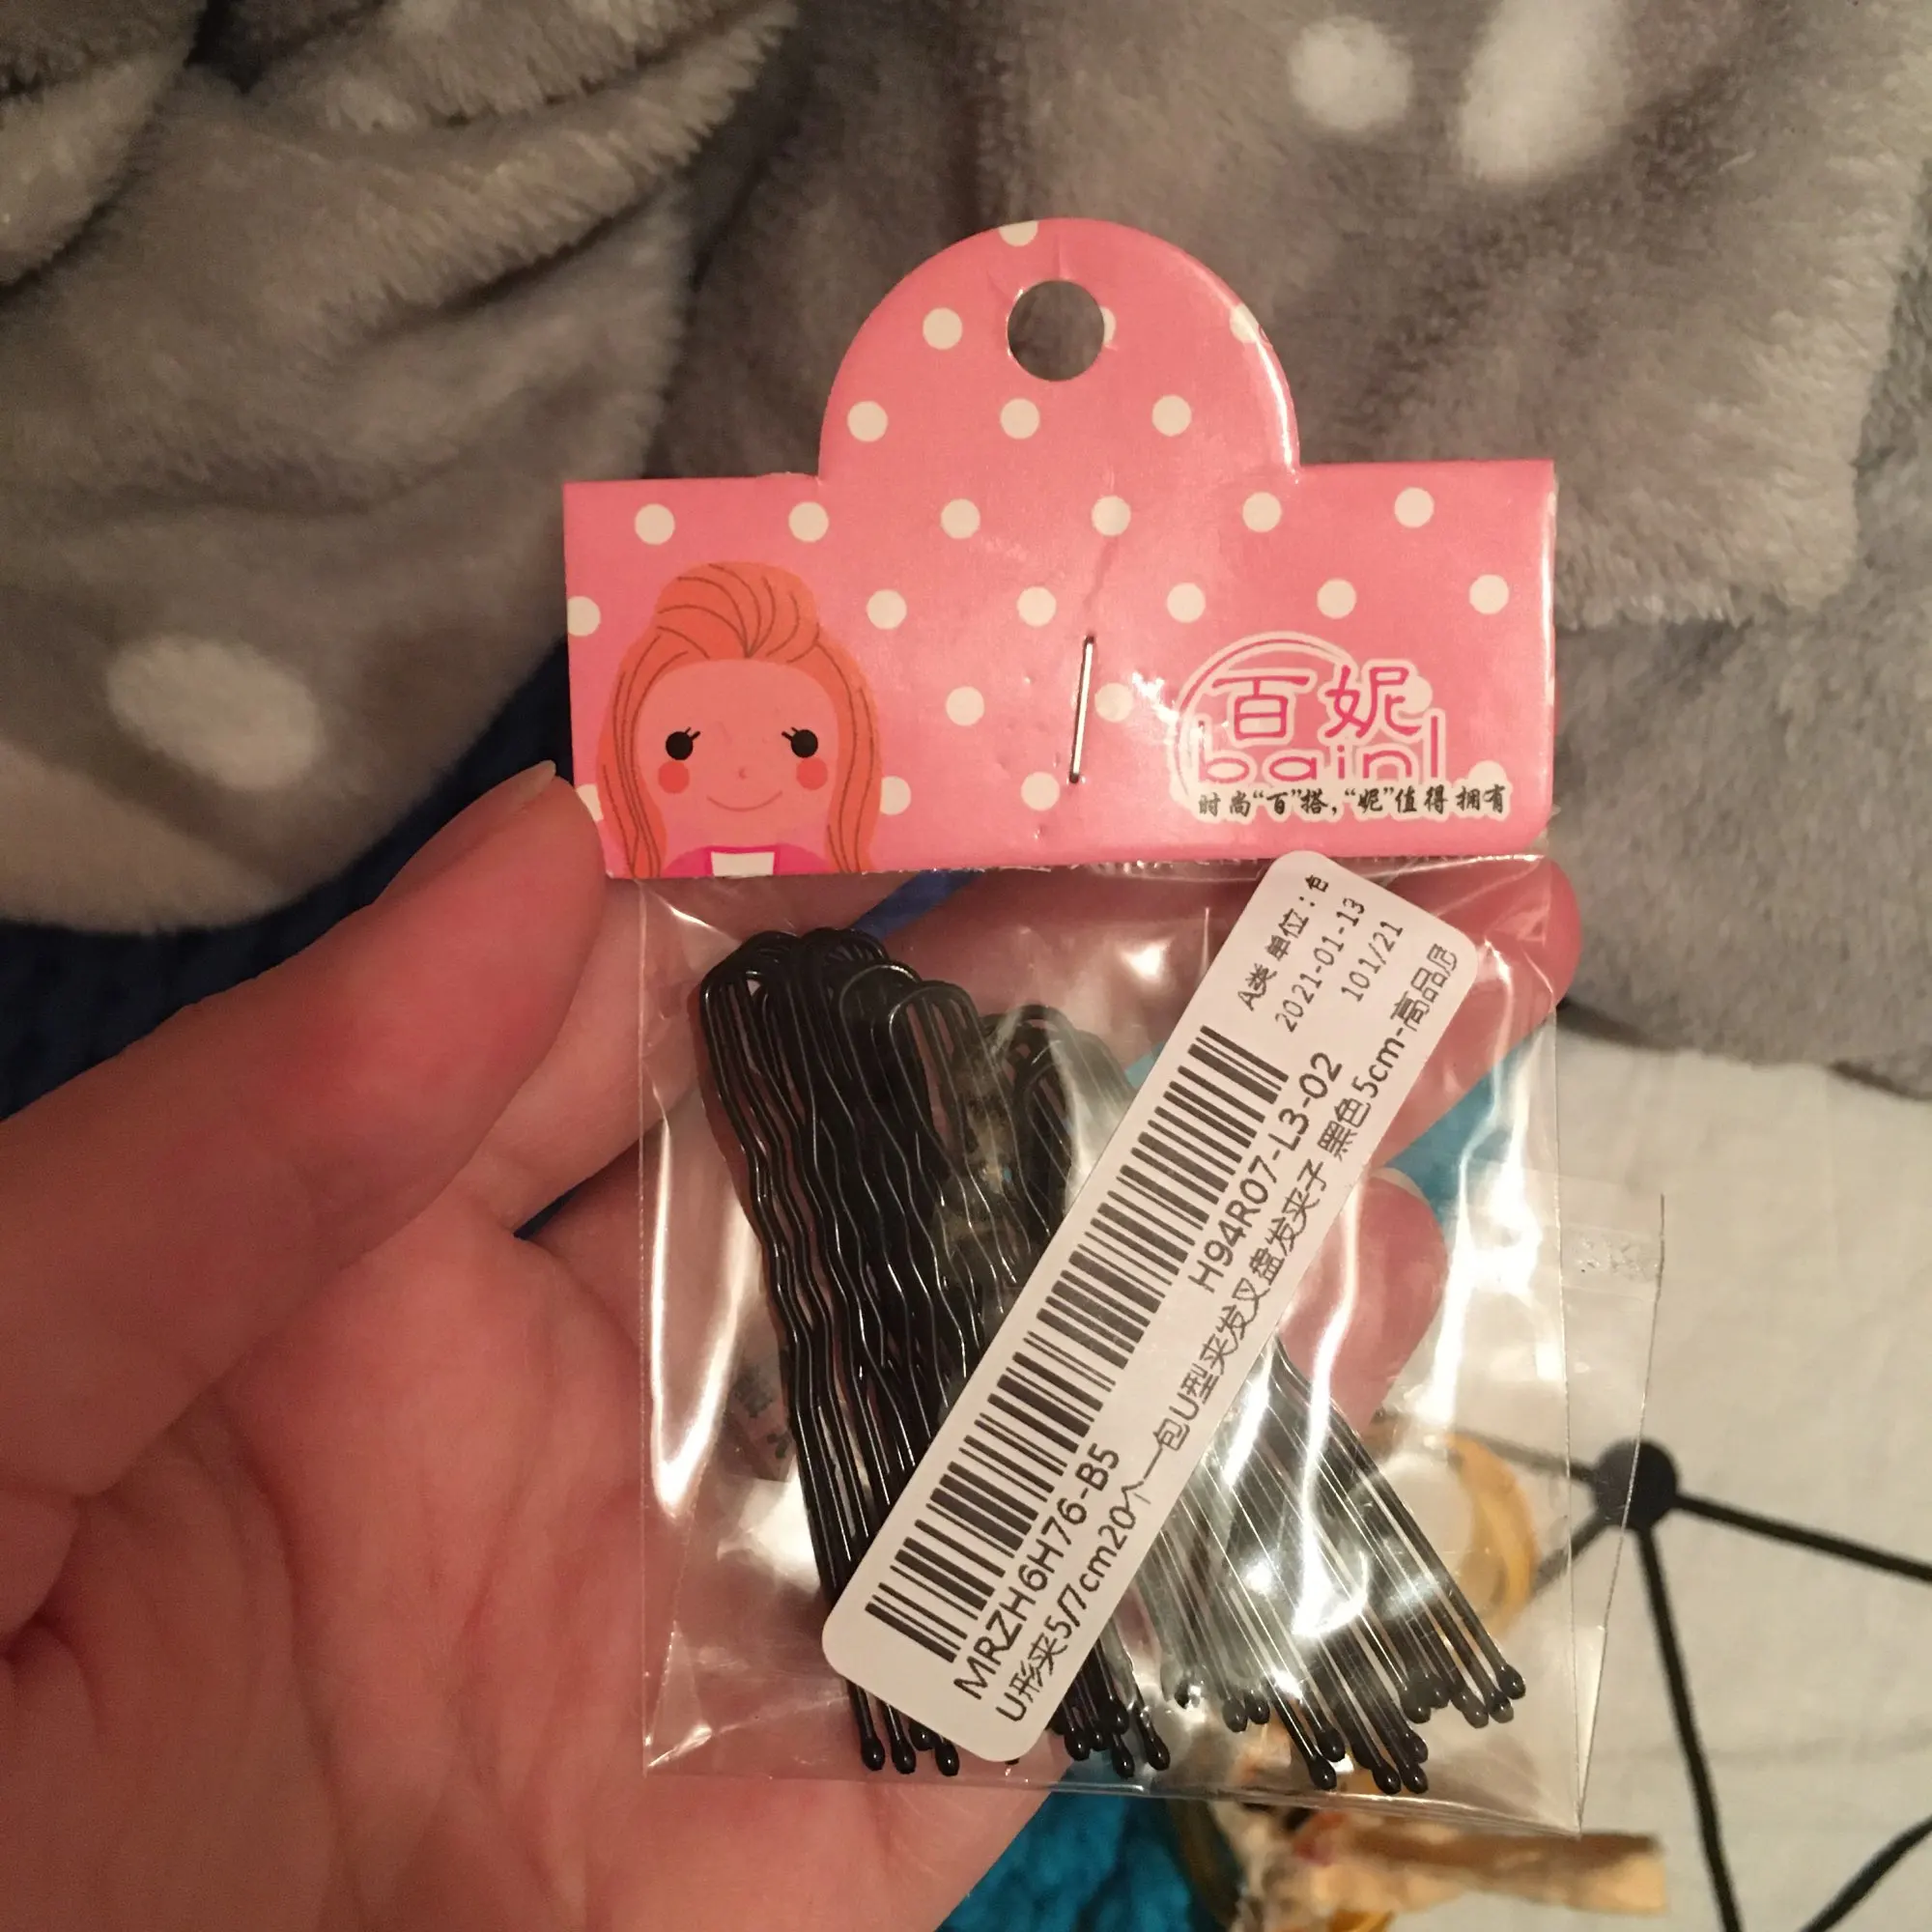 百妮
baini
时尚“百”搭，“妮”值得拥有
A类 单位：包
2021-01-13
101/21
H94R07-L3-02
MRZH6H76-B5
U形夹5/7cm20个一包U型夹发叉盘发夹子 黑色5cm-高品质